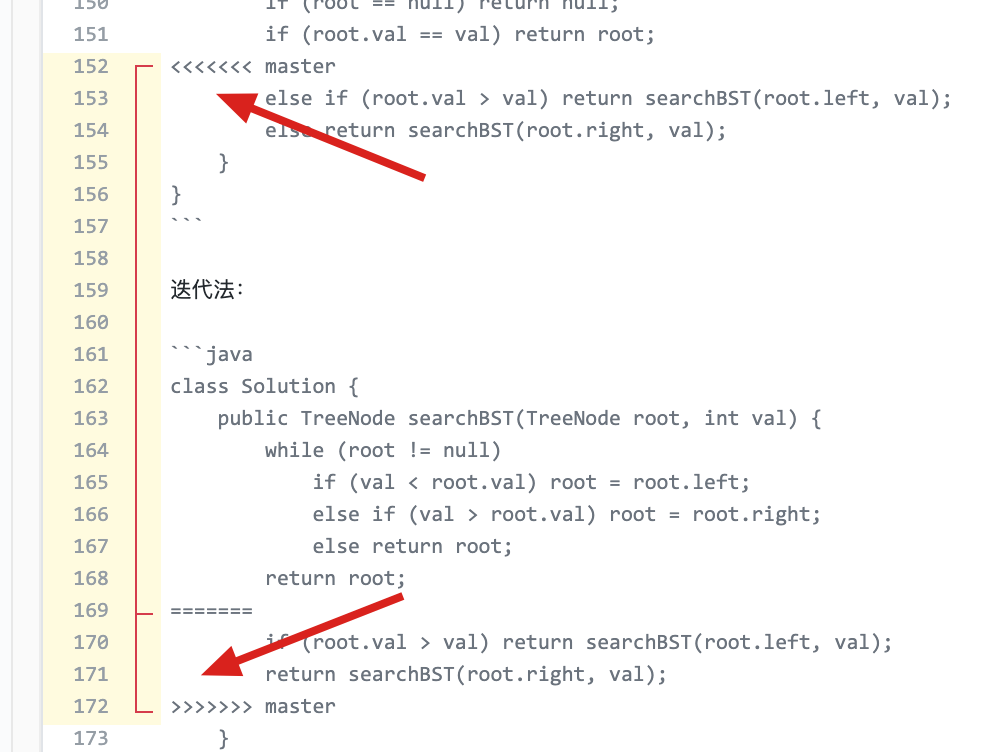 150 if (root == null) return null;
151 if (root.val == val) return root;
152 <<<<<<< master
153 else if (root.val > val) return searchBST(root.left, val);
154 else return searchBST(root.right, val);
155 }
156 }
157 ```
158
159 迭代法：
160
161 ```java
162 class Solution {
163 public TreeNode searchBST(TreeNode root, int val) {
164 while (root != null)
165 if (val < root.val) root = root.left;
166 else if (val > root.val) root = root.right;
167 else return root;
168 return root;
169 =======
170 if (root.val > val) return searchBST(root.left, val);
171 return searchBST(root.right, val);
172 >>>>>>> master
173 }